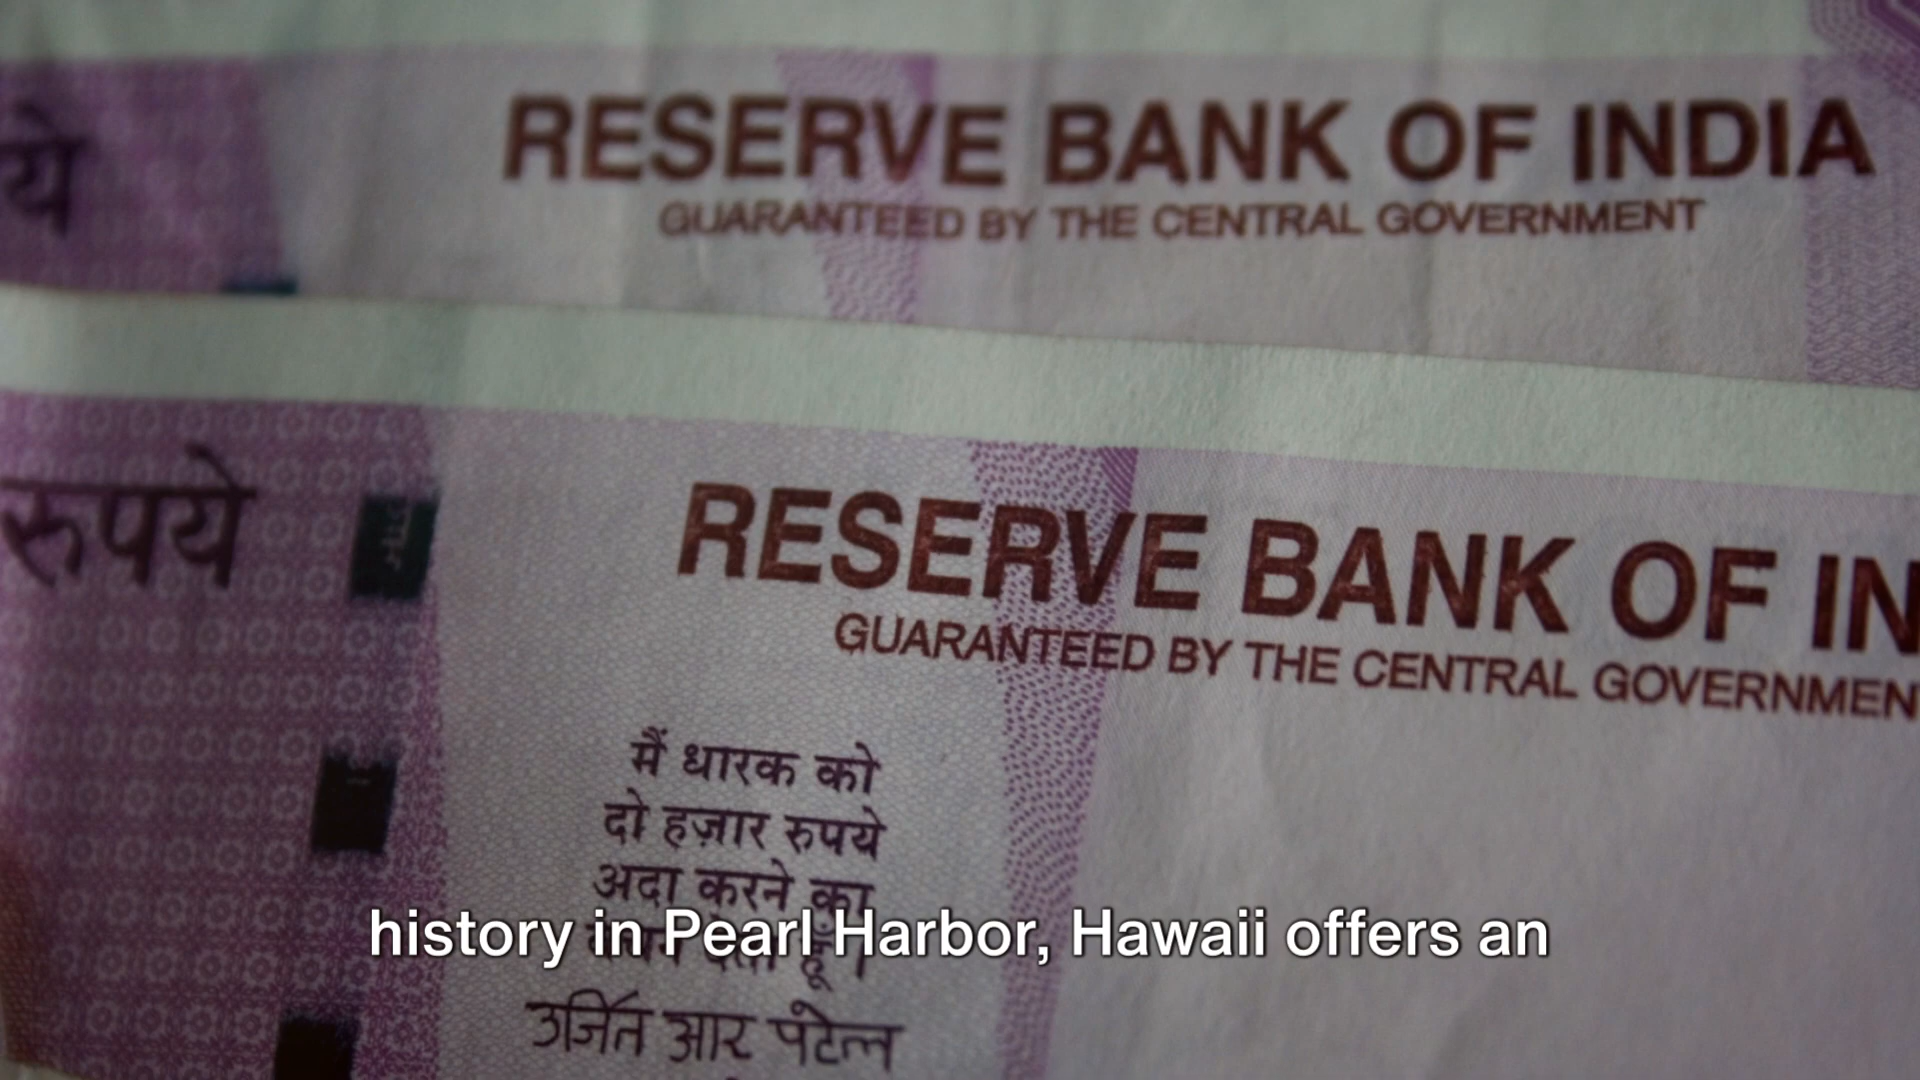 ये
RESERVE BANK OF INDIA
GUARANTEED BY THE CENTRAL GOVERNMENT
रुपये
RESERVE BANK OF IN
GUARANTEED BY THE CENTRAL GOVERNMEN
मैं धारक को
दो हज़ार रुपये
अदा करने का
history in Pearl Harbor, Hawaii offers an
उर्जित आर पटेल